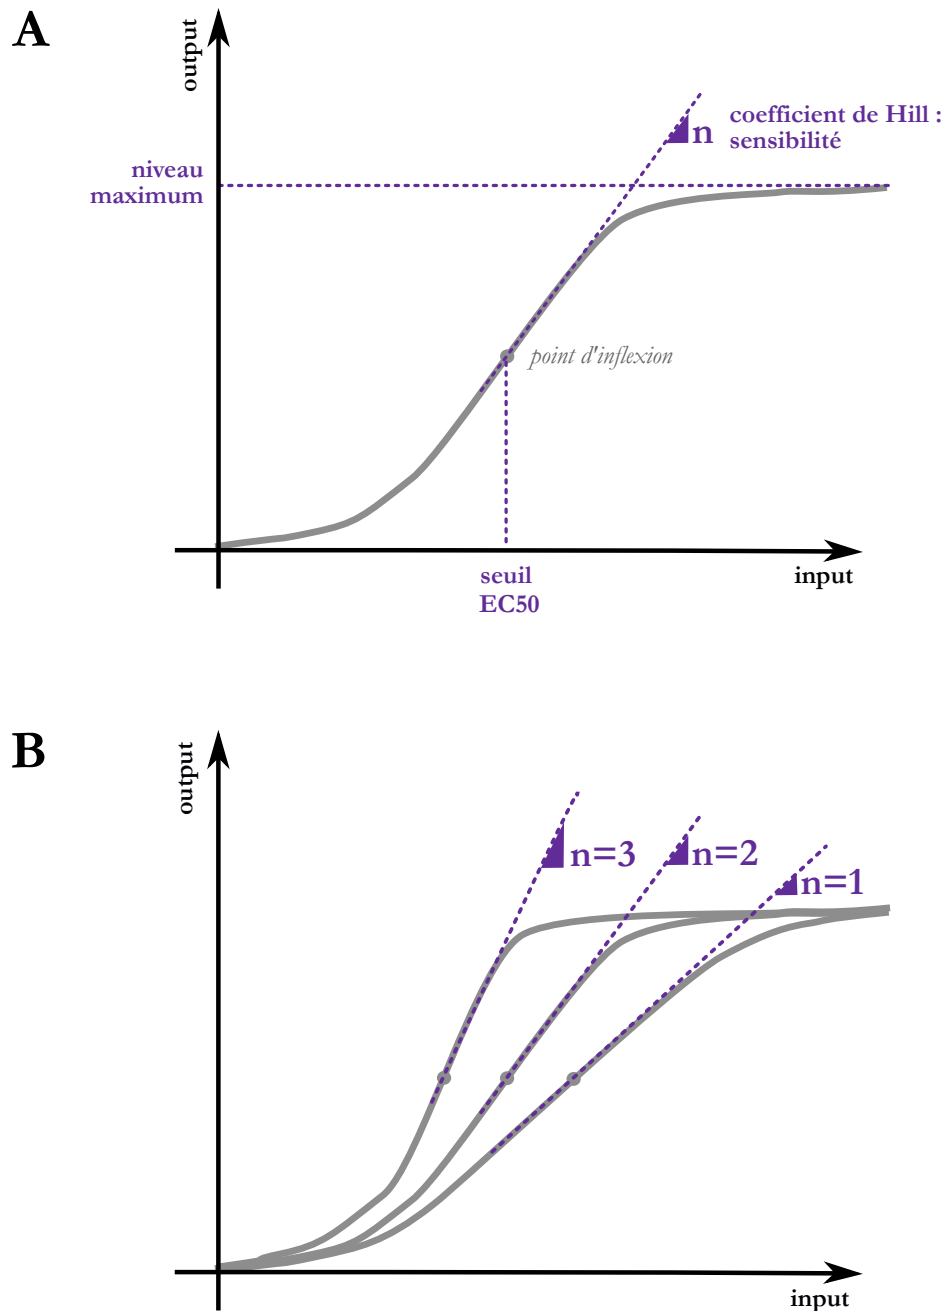 A
output
coefficient de Hill :
n
sensibilité
niveau
maximum
point d'inflexion
seuil
EC50
input
B
output
n=3
n=2
n=1
input